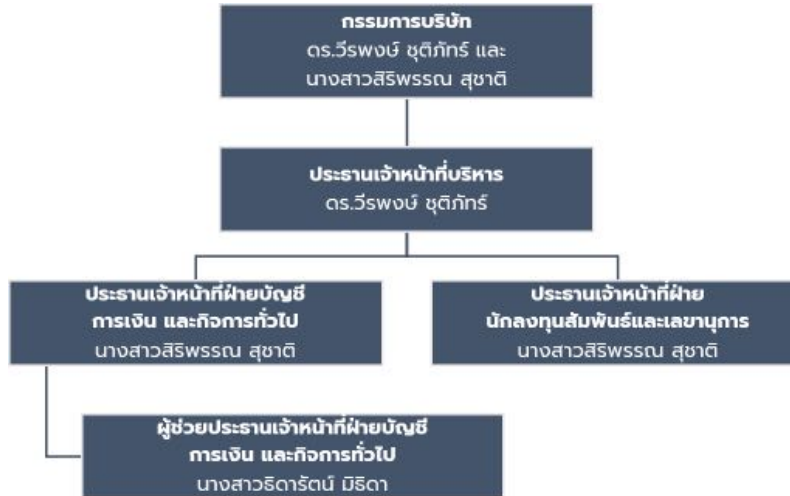 กรรมการบริษัท
ดร.วีรพงษ์ ชุติภัทร์ และ
นางสาวสิริพรรณ สุชาติ
ประธานเจ้าหน้าที่บริหาร
ดร.วีรพงษ์ ชุติภัทร์
ประธานเจ้าหน้าที่ฝ่ายบัญชี
การเงิน และกิจการทั่วไป
นางสาวสิริพรรณ สุชาติ
ประธานเจ้าหน้าที่ฝ่าย
นักลงทุนสัมพันธ์และเลขานุการ
นางสาวสิริพรรณ สุชาติ
ผู้ช่วยประธานเจ้าหน้าที่ฝ่ายบัญชี
การเงิน และกิจการทั่วไป
นางสาวธิดารัตน์ มิธิดา